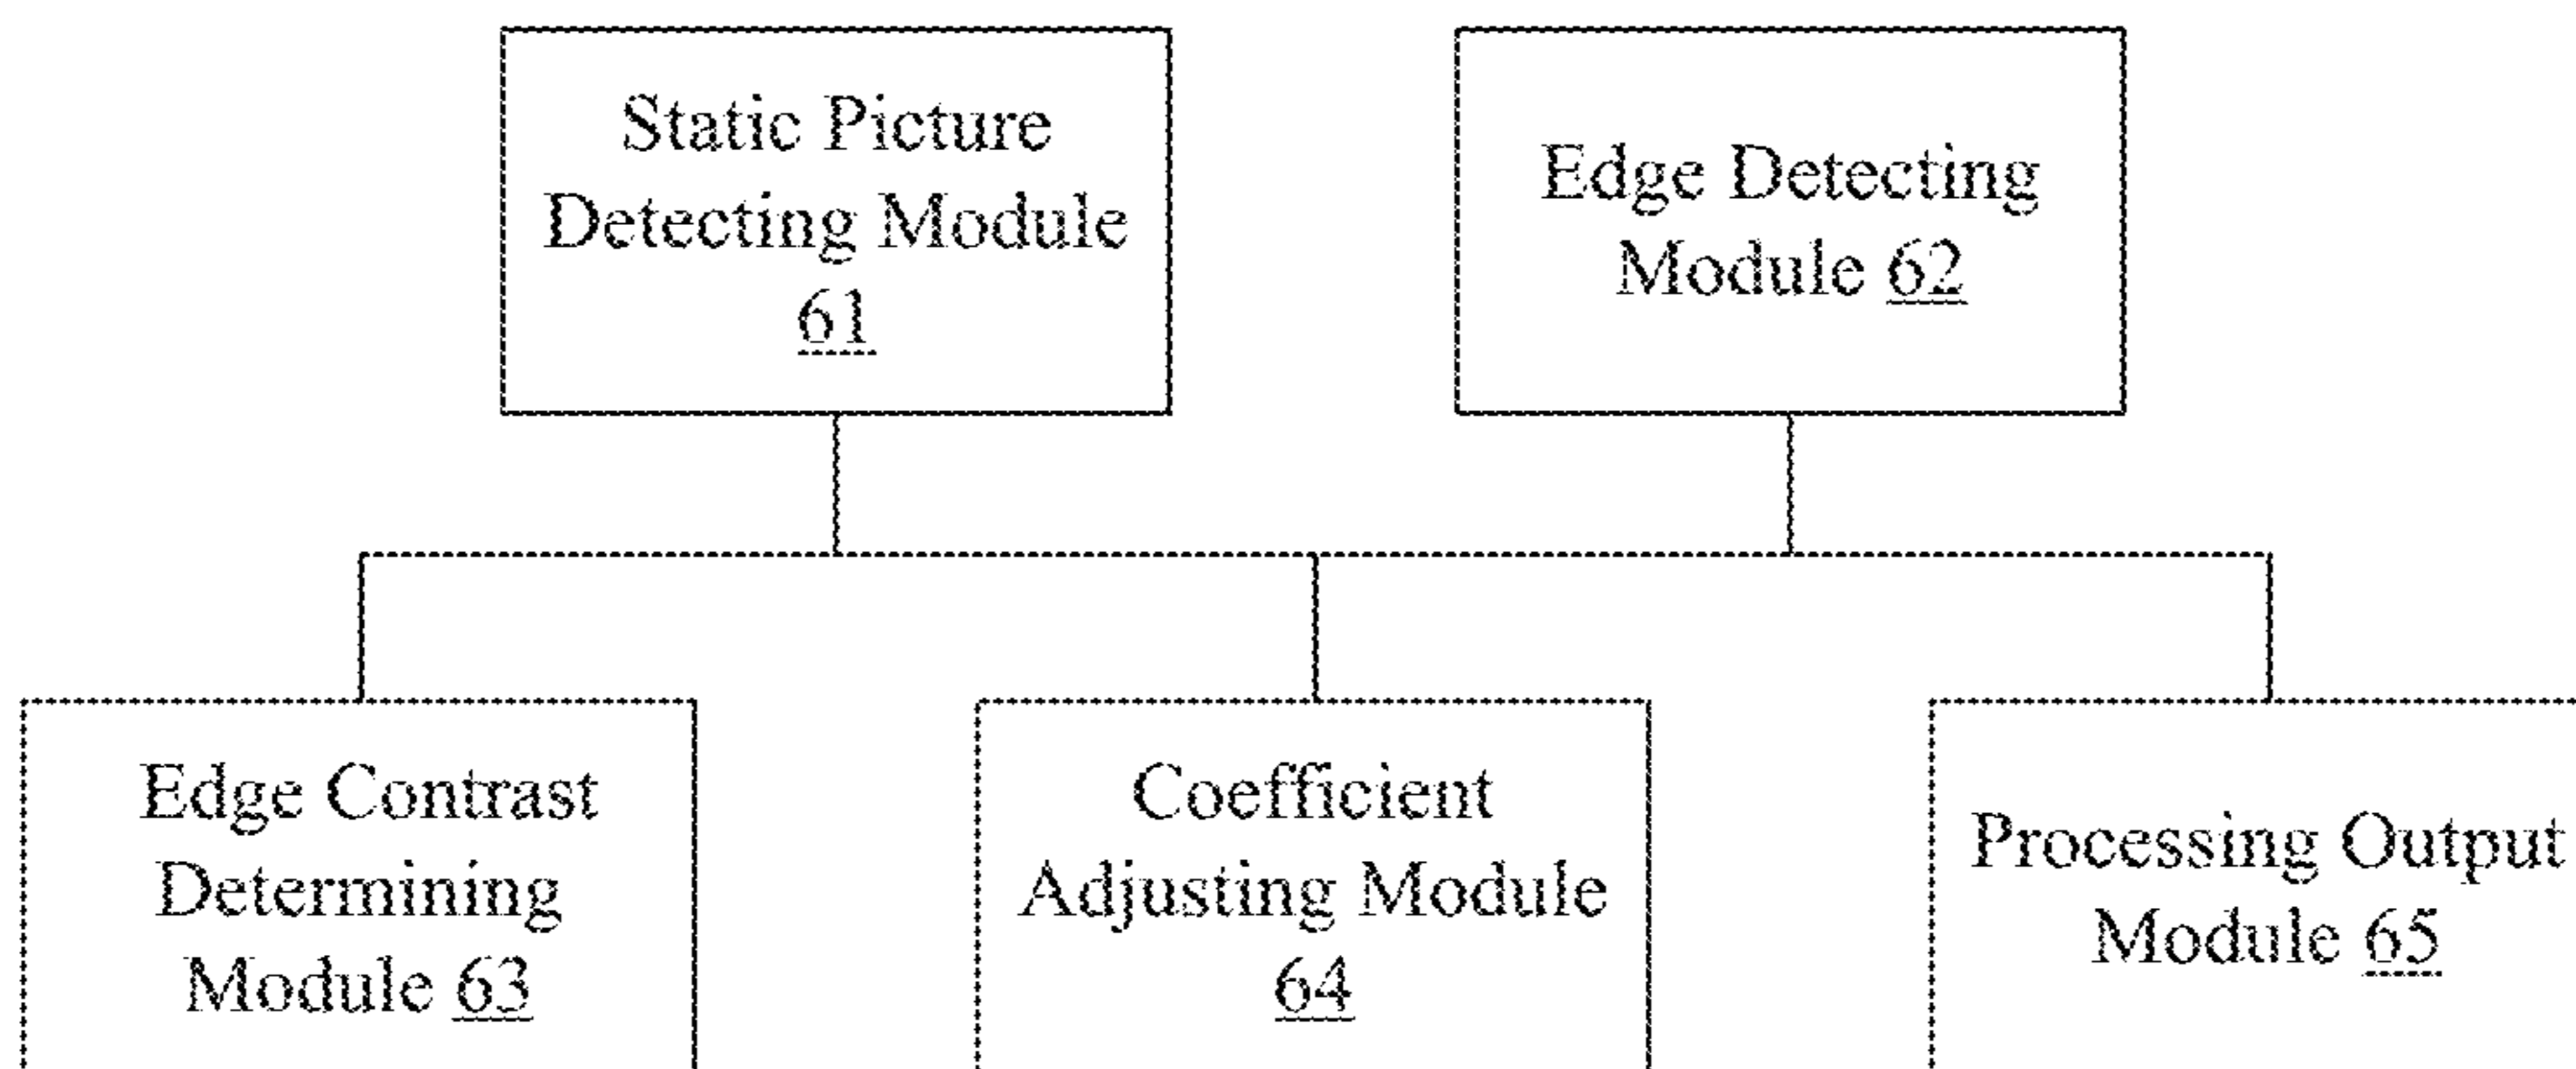 Static Picture
Detecting Module
61
Edge Detecting
Module 62
Edge Contrast
Determining
Module 63
Coefficient
Adjusting Module
64
Processing Output
Module 65